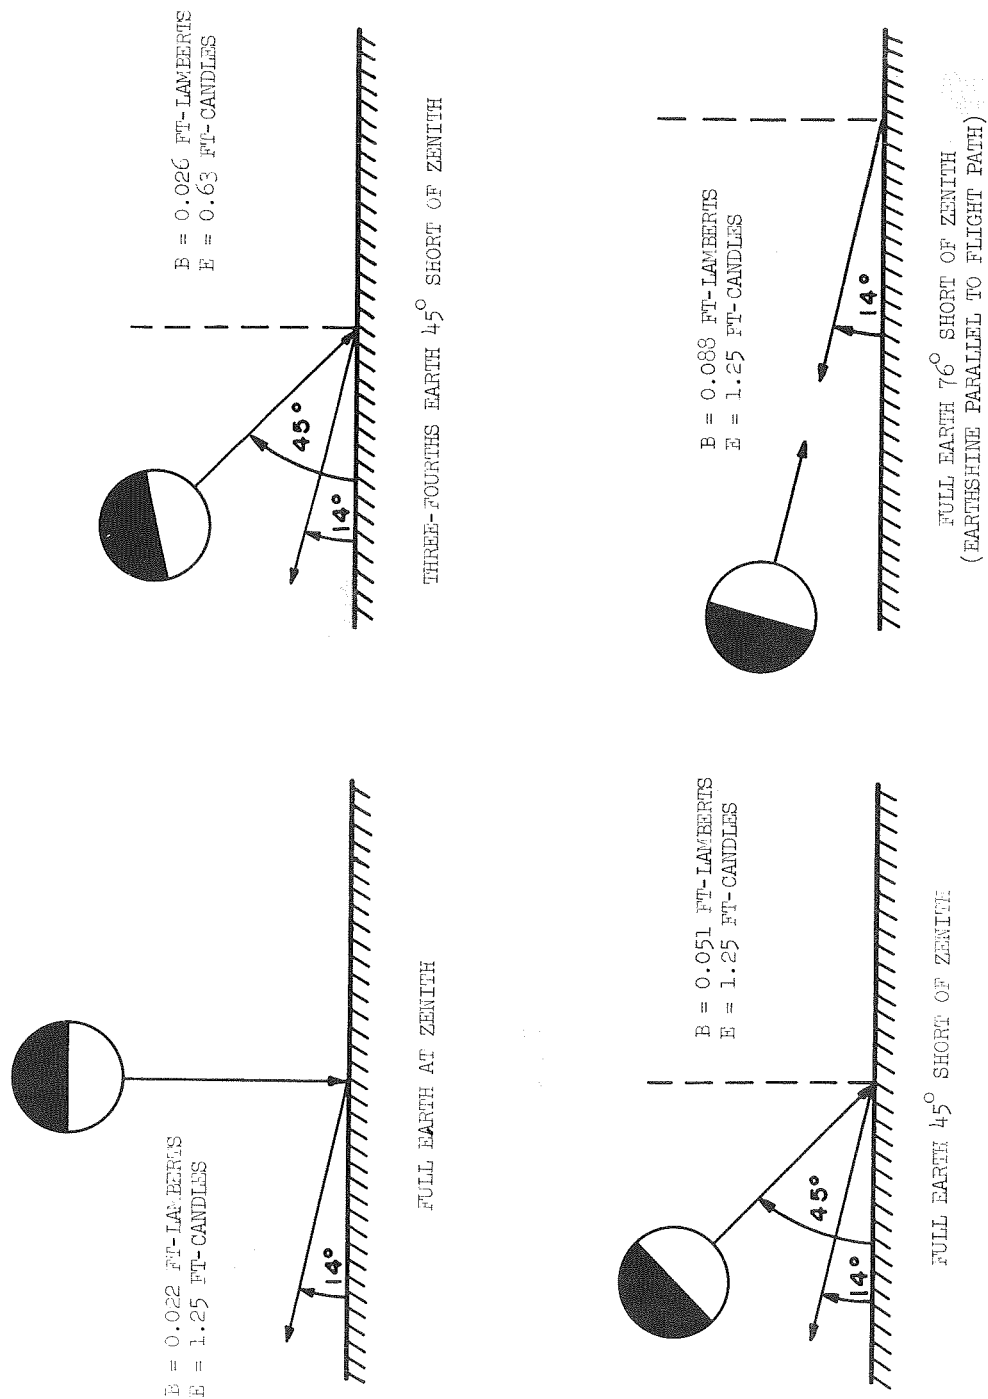 B = 0.022 FT-LAMBERTS
E = 1.25 FT-CANDLES
14°
FULL EARTH AT ZENITH
B = 0.026 FT-LAMBERTS
E = 0.63 FT-CANDLES
45°
14°
THREE-FOURTHS EARTH 45° SHORT OF ZENITH
B = 0.051 FT-LAMBERTS
E = 1.25 FT-CANDLES
45°
14°
FULL EARTH 45° SHORT OF ZENITH
B = 0.088 FT-LAMBERTS
E = 1.25 FT-CANDLES
14°
FULL EARTH 76° SHORT OF ZENITH
(EARTHSHINE PARALLEL TO FLIGHT PATH)